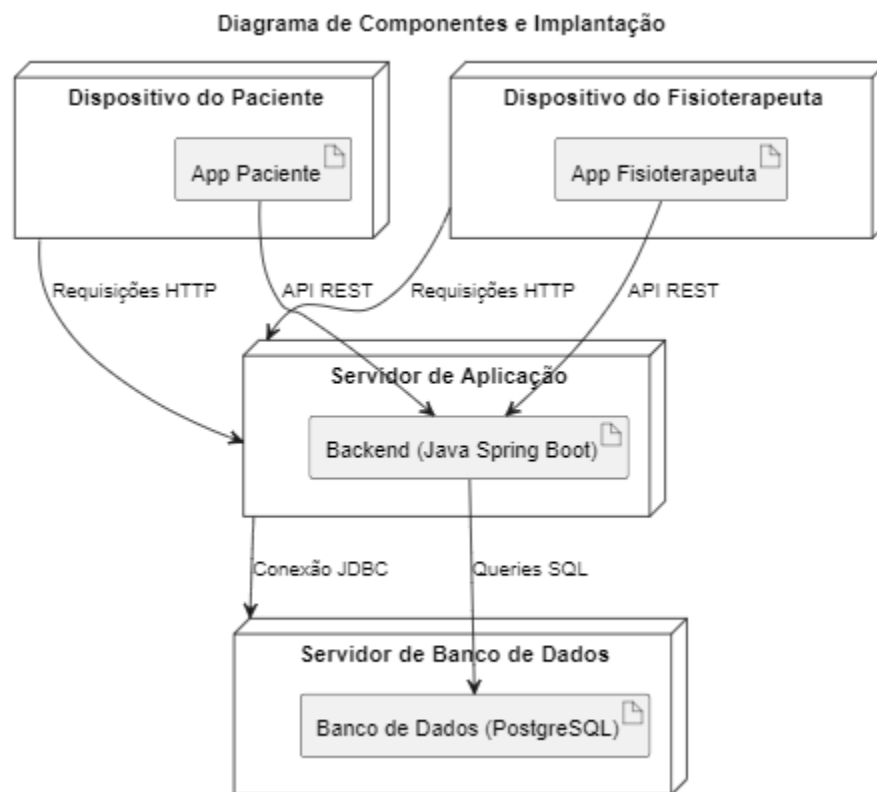 Diagrama de Componentes e Implantação
Dispositivo do Paciente
Dispositivo do Fisioterapeuta
App Paciente
App Fisioterapeuta
Requisições HTTP
API REST
Requisições HTTP
API REST
Servidor de Aplicação
Backend (Java Spring Boot)
Conexão JDBC
Queries SQL
Servidor de Banco de Dados
Banco de Dados (PostgreSQL)